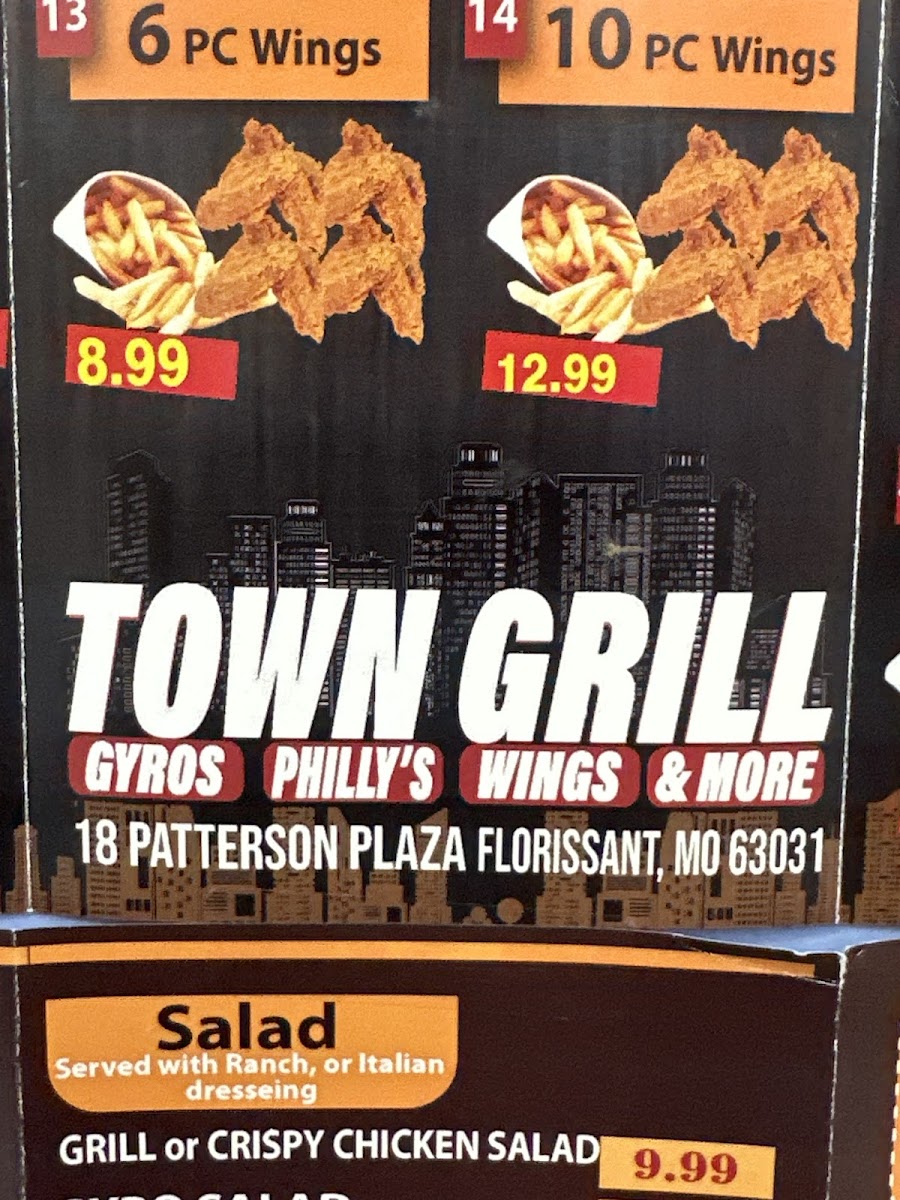 13
6 PC Wings
14
10 PC Wings
8.99
12.99
TOWN GRILL
GYROS PHILLY'S WINGS & MORE
18 PATTERSON PLAZA FLORISSANT, MO 63031
Salad
Served with Ranch, or Italian
dresseing
GRILL or CRISPY CHICKEN SALAD 9.99
GYRO SALAD